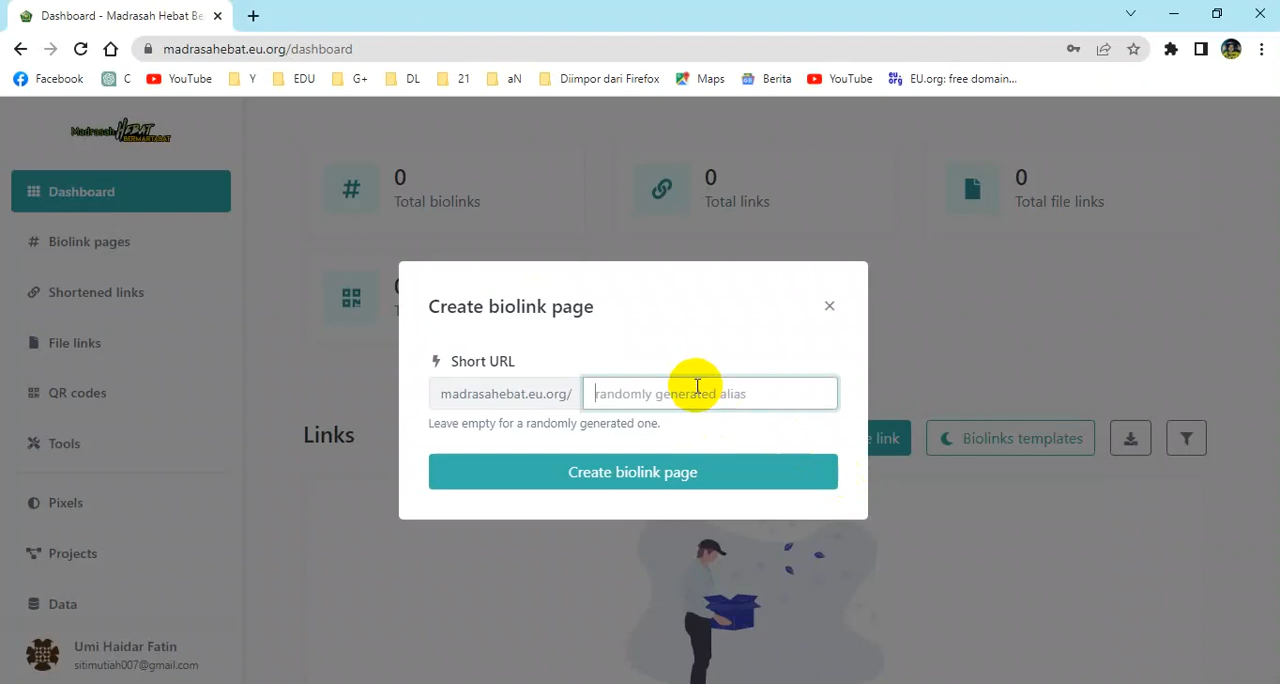 Dashboard - Madrasah Hebat Be
madrasahebat.eu.org/dashboard
Facebook
C
YouTube
Y
EDU
G+
DL
21
aN
Diimpor dari Firefox
Maps
Berita
YouTube
EU.org: free domain...
Madrasah HEBAT BERMARTABAT
Dashboard
Biolink pages
Shortened links
File links
QR codes
Tools
Pixels
Projects
Data
Umi Haidar Fatin
sitimutiah007@gmail.com
0
Total biolinks
0
Total links
0
Total file links
Create biolink page
Short URL
madrasahebat.eu.org/
randomly generated alias
Leave empty for a randomly generated one.
Create biolink page
Links
link
Biolinks templates